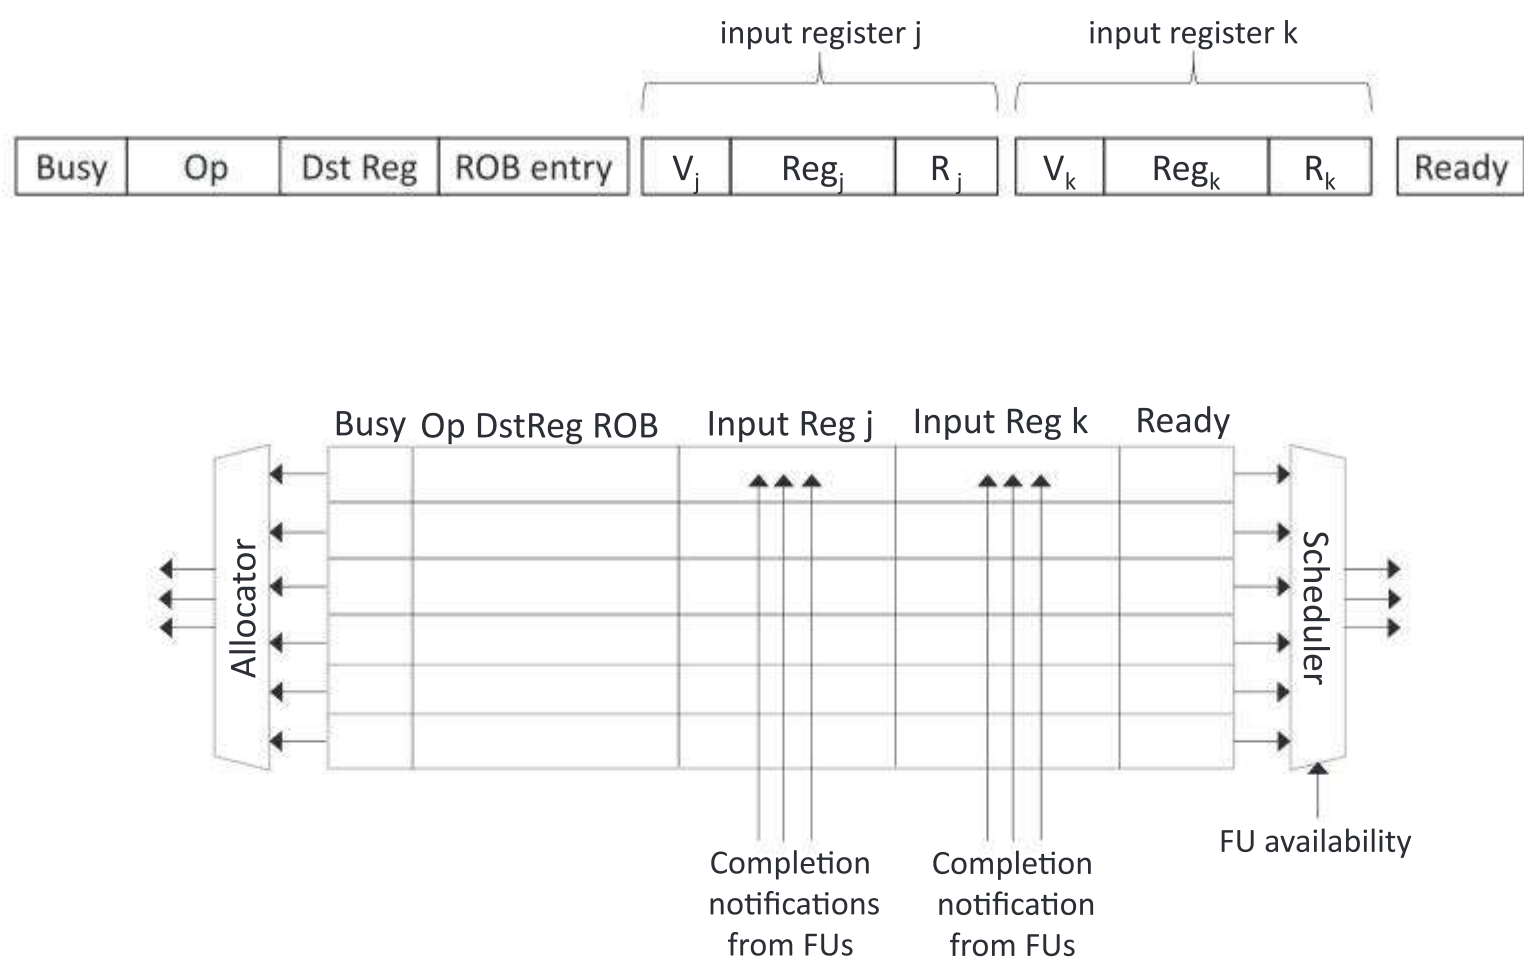 input register j
input register k
Busy Op Dst Reg ROB entry Vj Regj Rj Vk Regk Rk Ready
Busy Op DstReg ROB Input Reg j Input Reg k Ready
Allocator
Scheduler
FU availability
Completion
notifications
from FUs
Completion
notification
from FUs